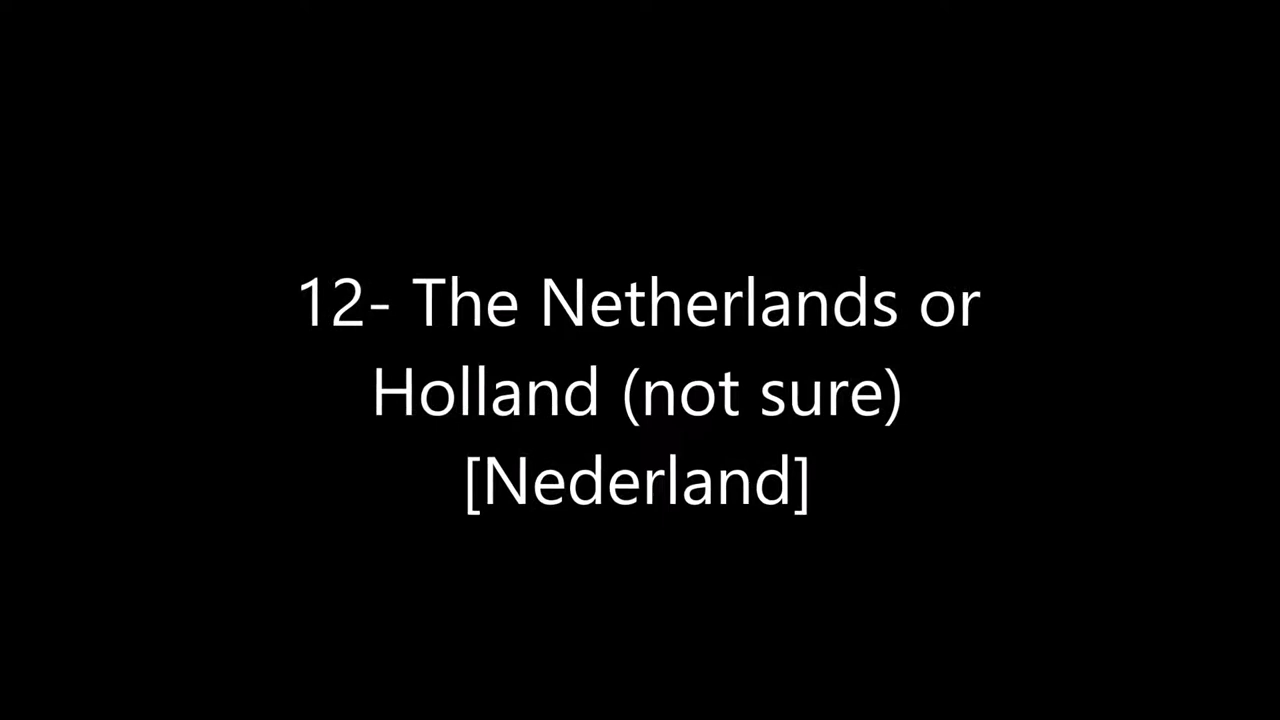 12- The Netherlands or
Holland (not sure)
[Nederland]